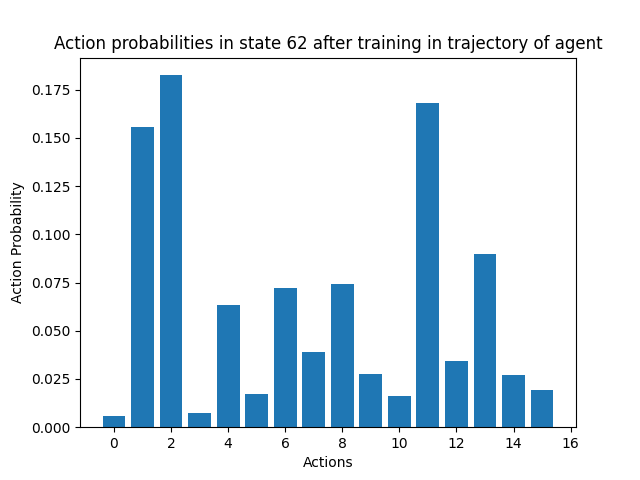 Action probabilities in state 62 after training in trajectory of agent
0.175
0.150
0.125
0.100
0.075
0.050
0.025
0.000
Action Probability
0 2 4 6 8 10 12 14 16
Actions